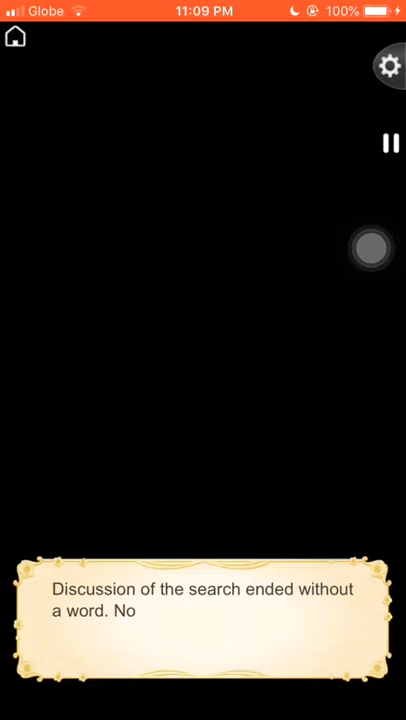 Globe 11:09 PM 100%
Discussion of the search ended without
a word. No